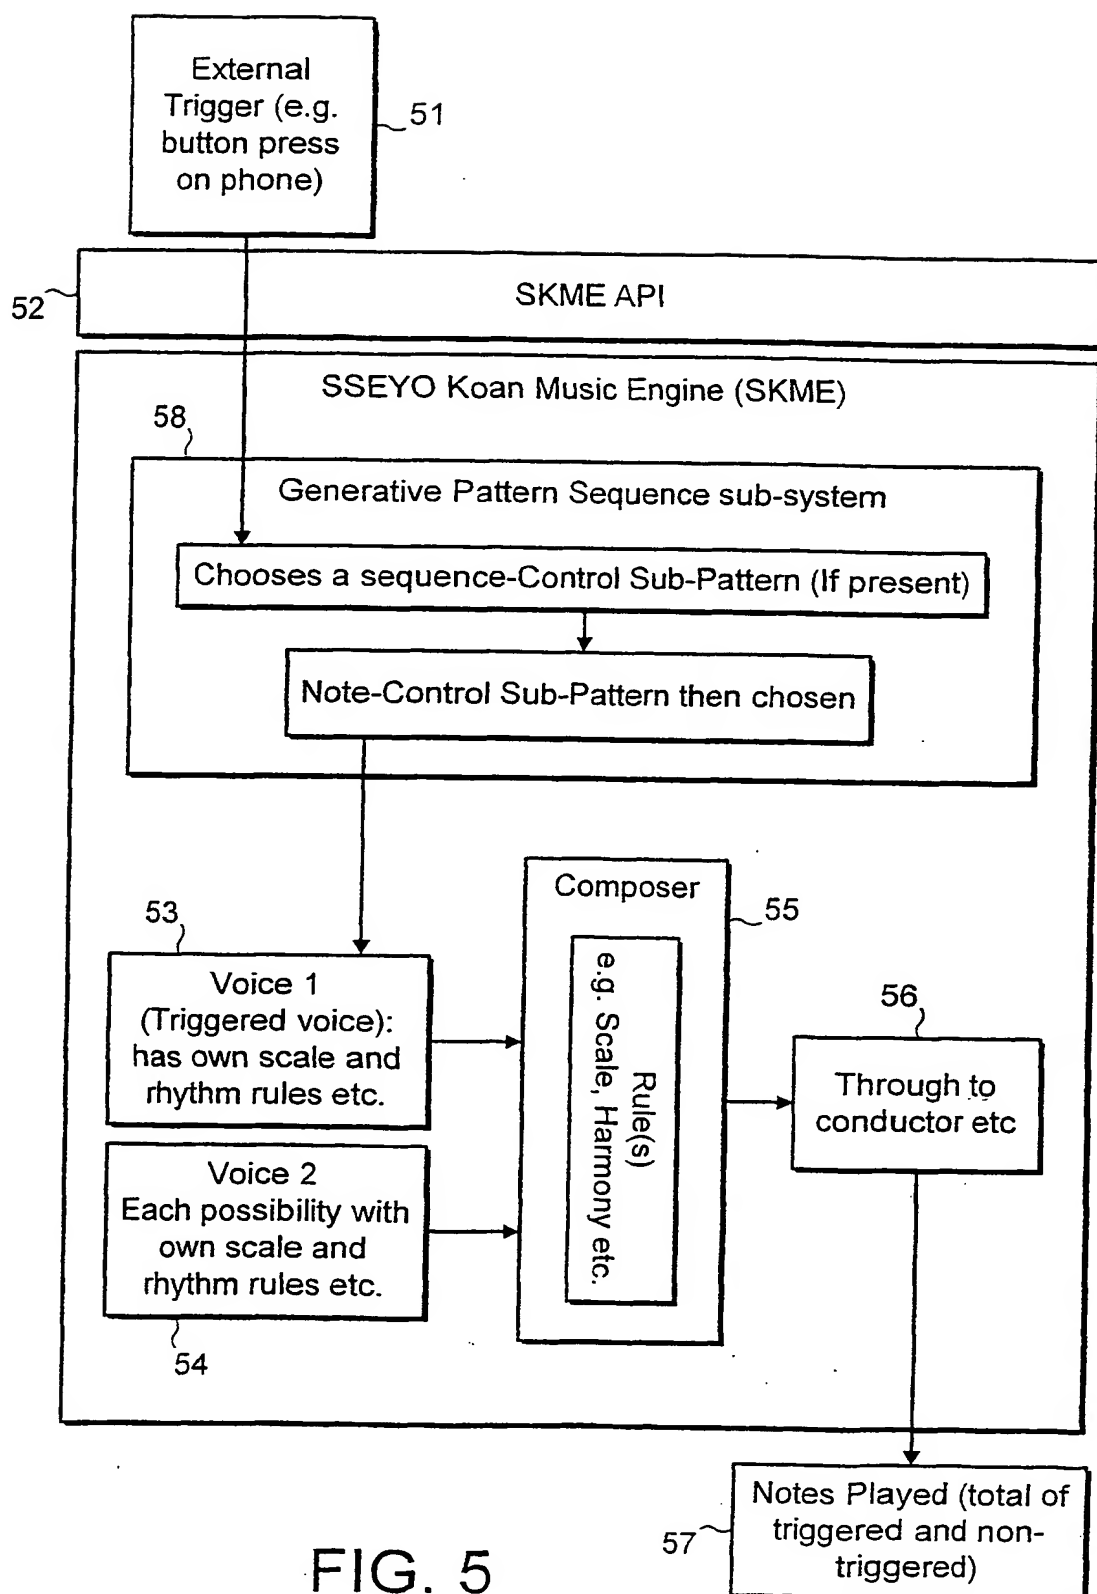 External
Trigger (e.g.
button press
on phone)
51
52
SKME API
SSEYO Koan Music Engine (SKME)
58
Generative Pattern Sequence sub-system
Chooses a sequence-Control Sub-Pattern (If present)
Note-Control Sub-Pattern then chosen
53
Voice 1
(Triggered voice):
has own scale and
rhythm rules etc.
Voice 2
Each possibility with
own scale and
rhythm rules etc.
54
Composer
55
Rule(s)
e.g. Scale, Harmony etc.
56
Through to
conductor etc
57
Notes Played (total of
triggered and non-
triggered)
FIG. 5